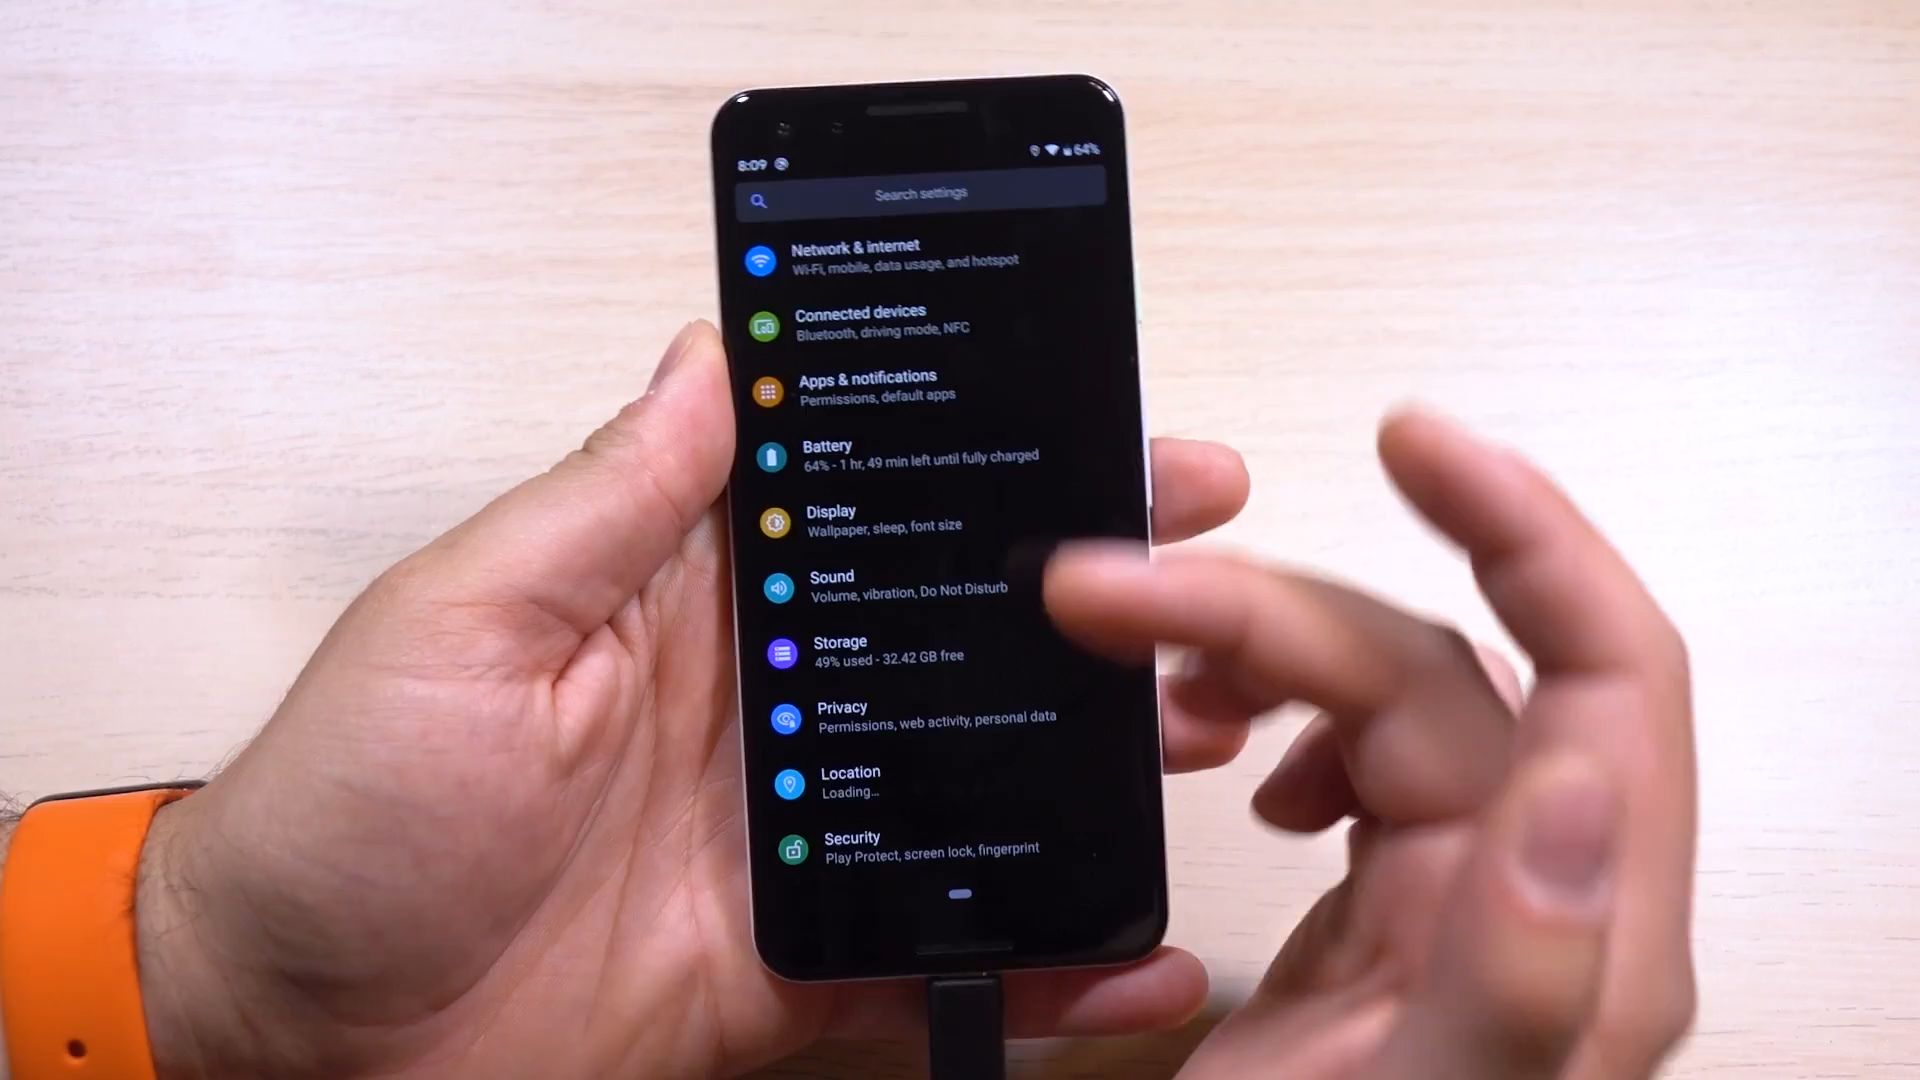 8:09
64%
Search settings
Network & internet
Wi-Fi, mobile, data usage, and hotspot
Connected devices
Bluetooth, driving mode, NFC
Apps & notifications
Permissions, default apps
Battery
64% - 1 hr, 49 min left until fully charged
Display
Wallpaper, sleep, font size
Sound
Volume, vibration, Do Not Disturb
Storage
49% used - 32.42 GB free
Privacy
Permissions, web activity, personal data
Location
Loading...
Security
Play Protect, screen lock, fingerprint